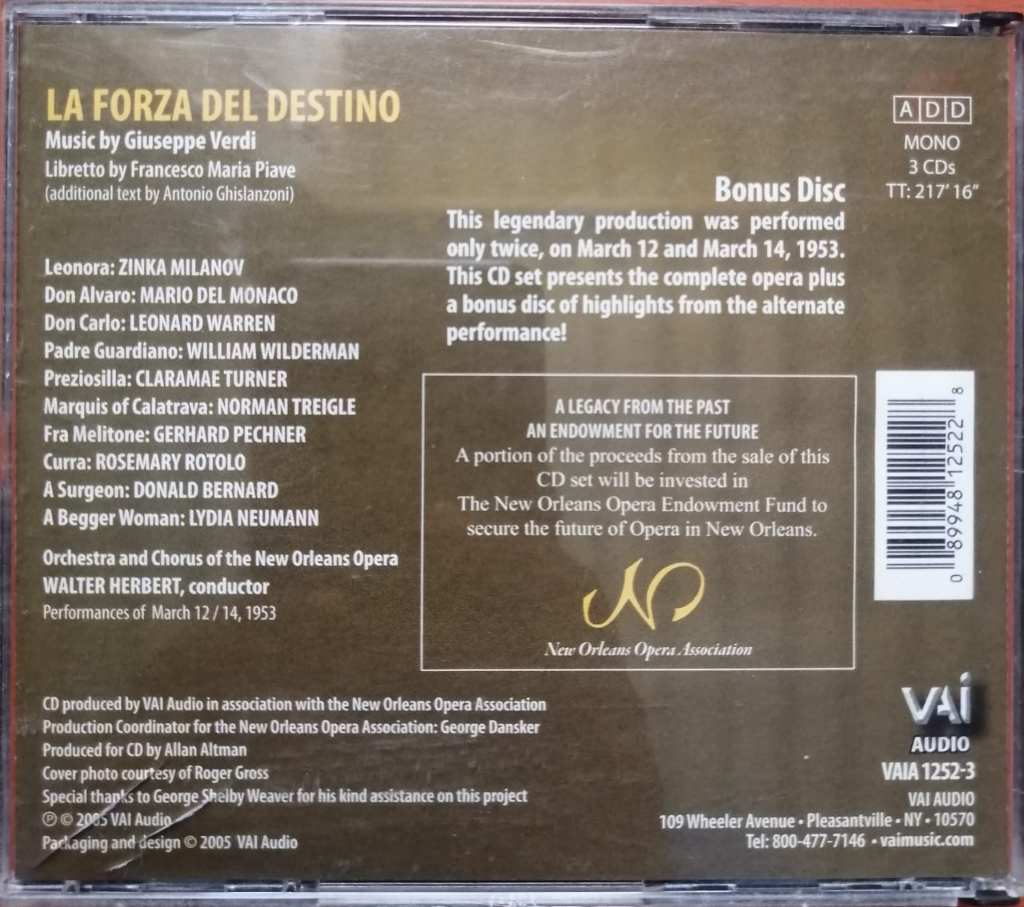 LA FORZA DEL DESTINO
Music by Giuseppe Verdi
Libretto by Francesco Maria Piave
(additional text by Antonio Ghislanzoni)
Leonora: ZINKA MILANOV
Don Alvaro: MARIO DEL MONACO
Don Carlo: LEONARD WARREN
Padre Guardiano: WILLIAM WILDERMAN
Preziosilla: CLARAMAE TURNER
Marquis of Calatrava: NORMAN TREIGLE
Fra Melitone: GERHARD PECHNER
Curra: ROSEMARY ROTOLO
A Surgeon: DONALD BERNARD
A Begger Woman: LYDIA NEUMANN
Orchestra and Chorus of the New Orleans Opera
WALTER HERBERT, conductor
Performances of March 12 / 14, 1953
ADD
MONO
3 CDs
TT: 217' 16"
Bonus Disc
This legendary production was performed
only twice, on March 12 and March 14, 1953.
This CD set presents the complete opera plus
a bonus disc of highlights from the alternate
performance!
A LEGACY FROM THE PAST
AN ENDOWMENT FOR THE FUTURE
A portion of the proceeds from the sale of this
CD set will be invested in
The New Orleans Opera Endowment Fund to
secure the future of Opera in New Orleans.
NO
New Orleans Opera Association
0 89948 12522 8
CD produced by VAI Audio in association with the New Orleans Opera Association
Production Coordinator for the New Orleans Opera Association: George Dansker
Produced for CD by Allan Altman
Cover photo courtesy of Roger Gross
Special thanks to George Shelby Weaver for his kind assistance on this project
℗ © 2005 VAI Audio
Packaging and design © 2005 VAI Audio
VAI
AUDIO
VAIA 1252-3
VAI AUDIO
109 Wheeler Avenue • Pleasantville • NY • 10570
Tel: 800-477-7146 • vaimusic.com